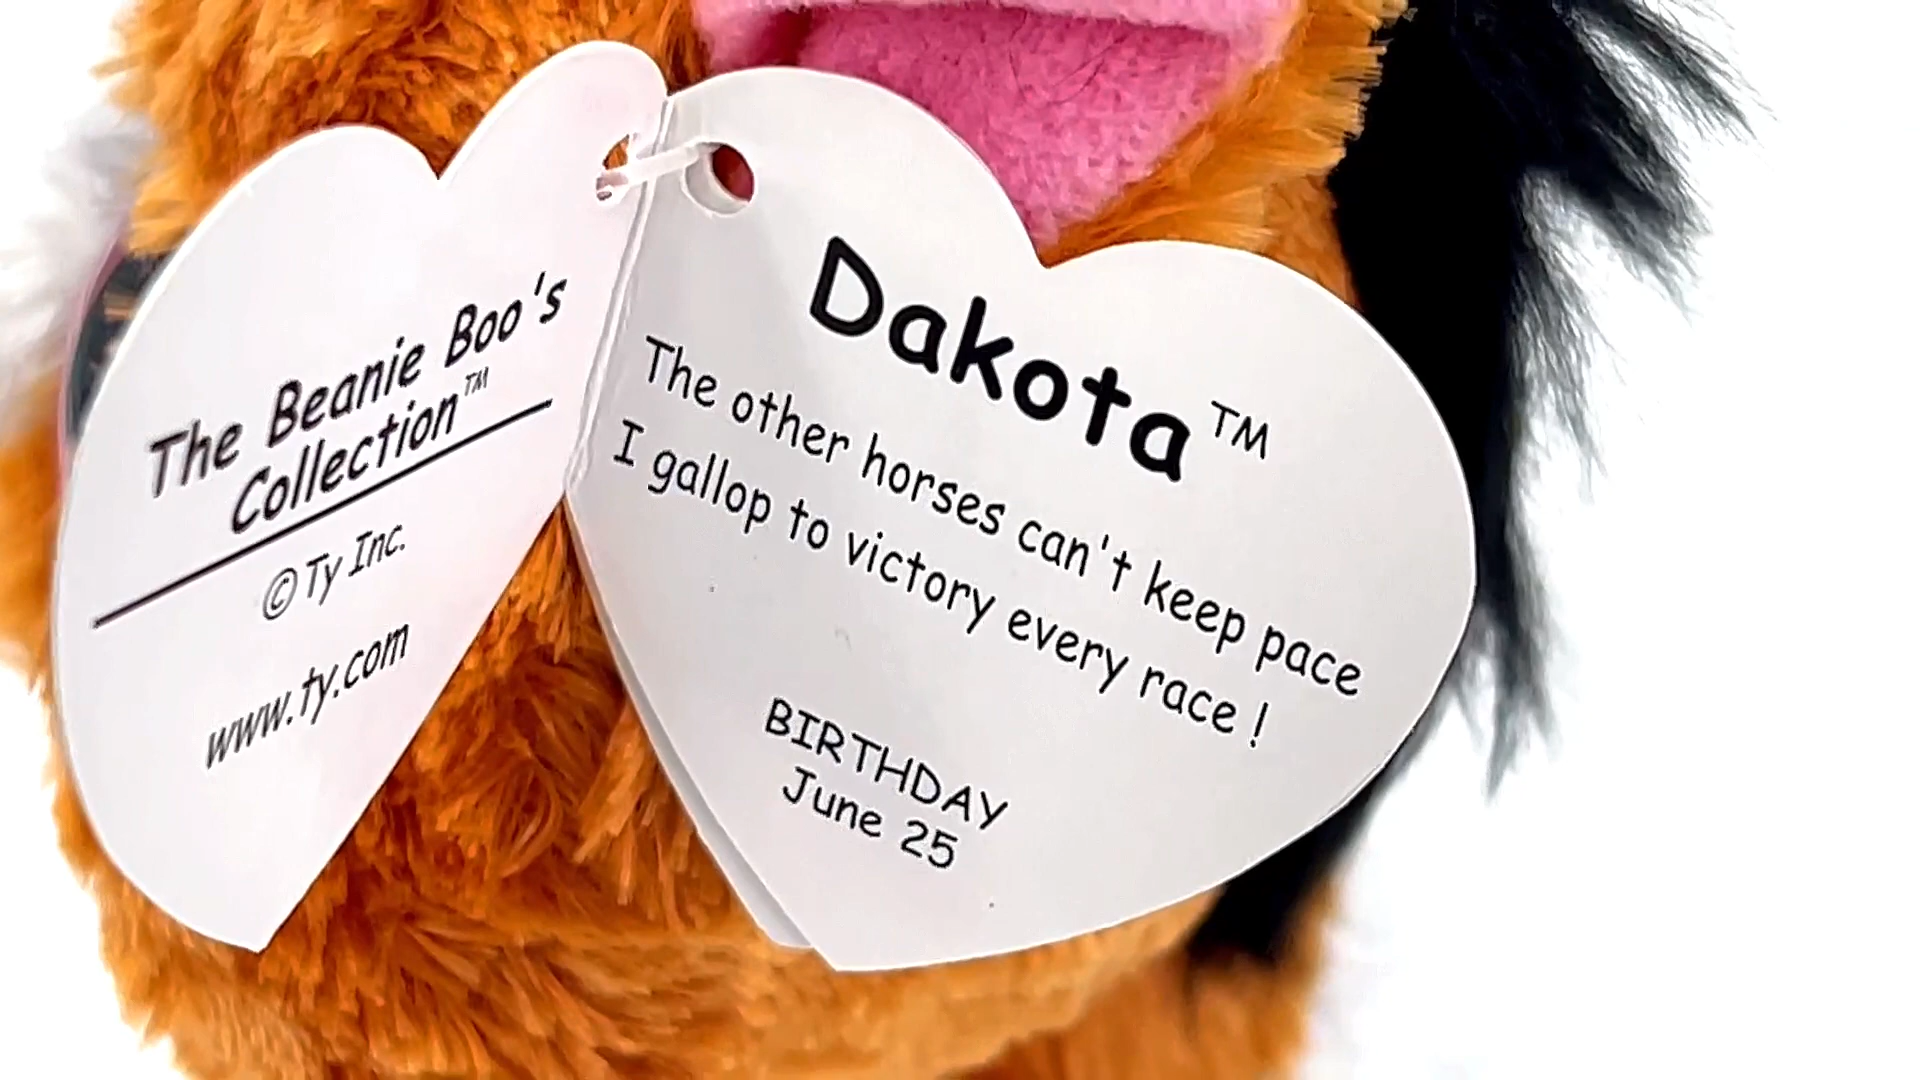 The Beanie Boo's
Collection™
© Ty Inc.
www.ty.com
Dakota™
The other horses can't keep pace
I gallop to victory every race !
BIRTHDAY
June 25